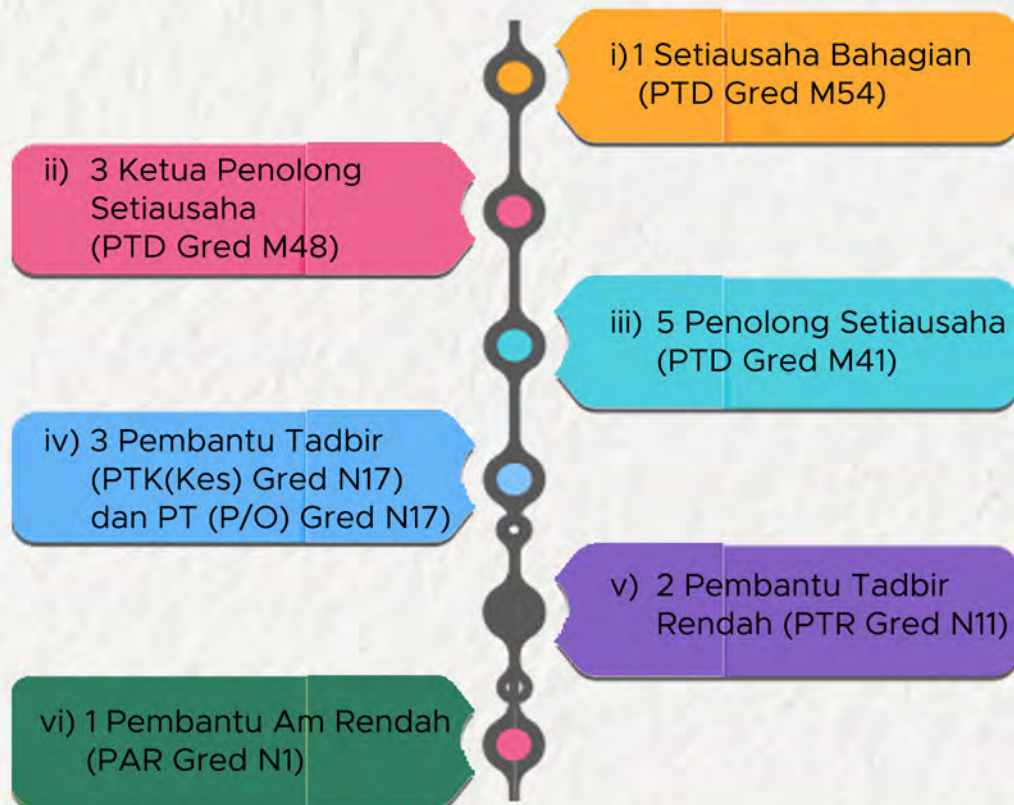 i) 1 Setiausaha Bahagian
(PTD Gred M54)
ii) 3 Ketua Penolong
Setiausaha
(PTD Gred M48)
iii) 5 Penolong Setiausaha
(PTD Gred M41)
iv) 3 Pembantu Tadbir
(PTK(Kes) Gred N17)
dan PT (P/O) Gred N17)
v) 2 Pembantu Tadbir
Rendah (PTR Gred N11)
vi) 1 Pembantu Am Rendah
(PAR Gred N1)